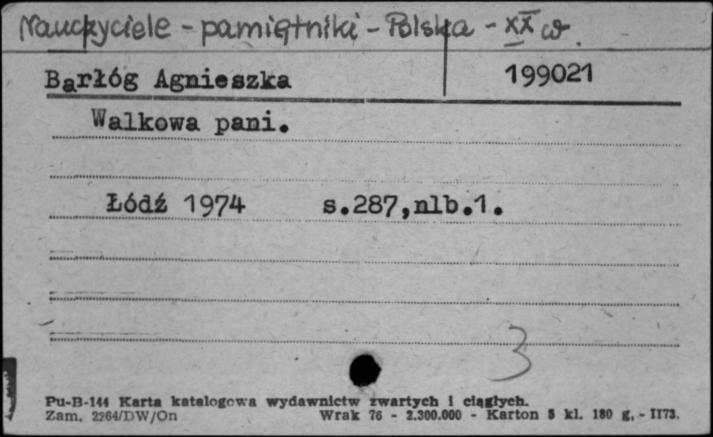 Nauczyciele - pamiętniki - Polska - XX w.
Barłóg Agnieszka 199021
Walkowa pani.
Łódź 1974 s.287,nlb.1.
3
Pu-B-144 Karta katalogowa wydawnictw zwartych i ciągłych.
Zam. 2264/DW/On Wrak 76 - 2.300.000 - Karton 5 kl. 180 g. - II73.